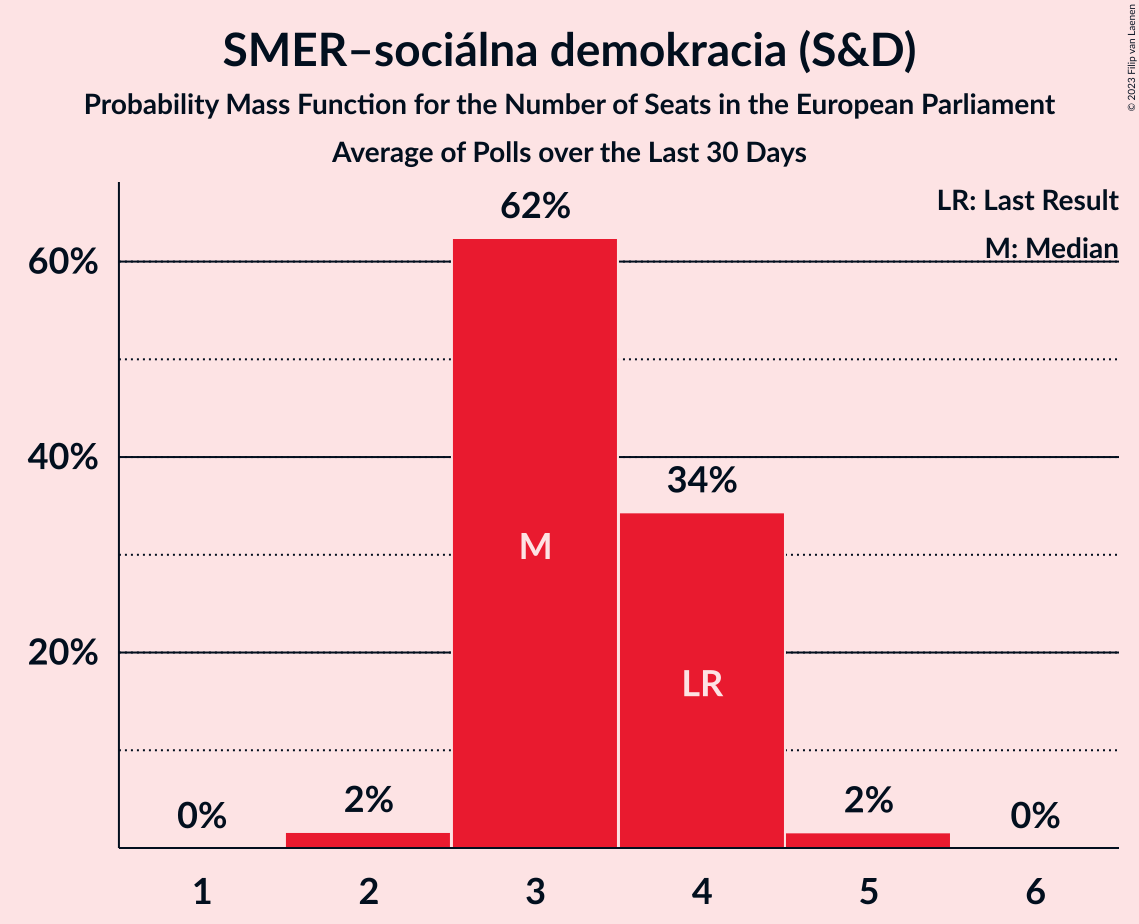 SMER–sociálna demokracia (S&D)
Probability Mass Function for the Number of Seats in the European Parliament
Average of Polls over the Last 30 Days
© 2023 Filip van Laenen
LR: Last Result
M: Median
62%
60%
40%
34%
M
20%
LR
0%
2%
2%
0%
1 2 3 4 5 6